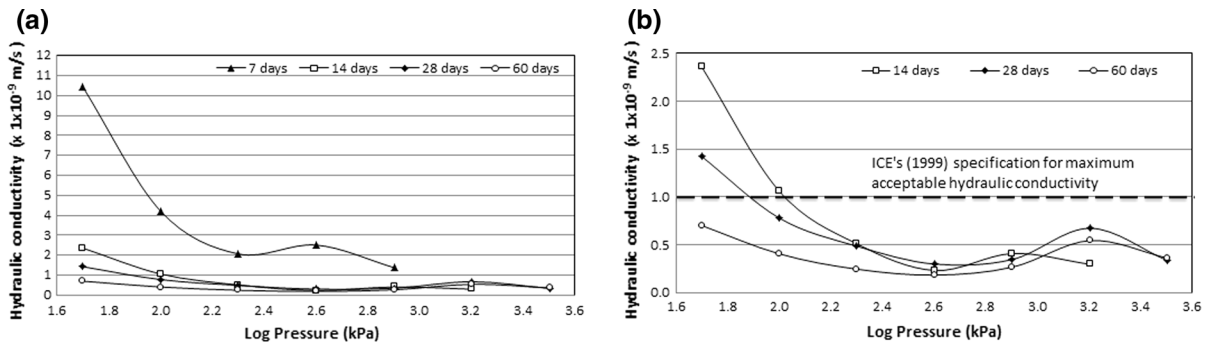 (a)
Hydraulic conductivity (x 1x10⁻⁹ m/s)
12
11
10
9
8
7
6
5
4
3
2
1
0
7 days
14 days
28 days
60 days
1.6
1.8
2.0
2.2
2.4
2.6
2.8
3.0
3.2
3.4
3.6
Log Pressure (kPa)
(b)
Hydraulic conductivity (x 1x10⁻⁹ m/s)
2.5
2.0
1.5
1.0
0.5
0.0
14 days
28 days
60 days
ICE's (1999) specification for maximum
acceptable hydraulic conductivity
1.6
1.8
2.0
2.2
2.4
2.6
2.8
3.0
3.2
3.4
3.6
Log Pressure (kPa)